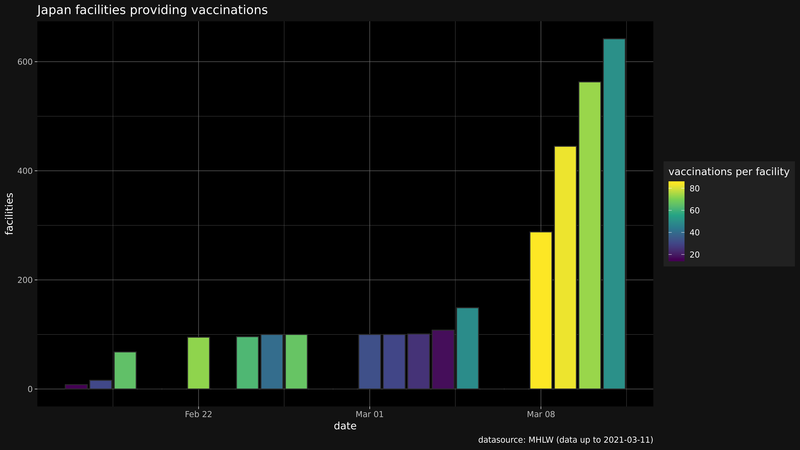 Japan facilities providing vaccinations
600
400
200
0
facilities
Feb 22
Mar 01
Mar 08
date
vaccinations per facility
80
60
40
20
datasource: MHLW (data up to 2021-03-11)